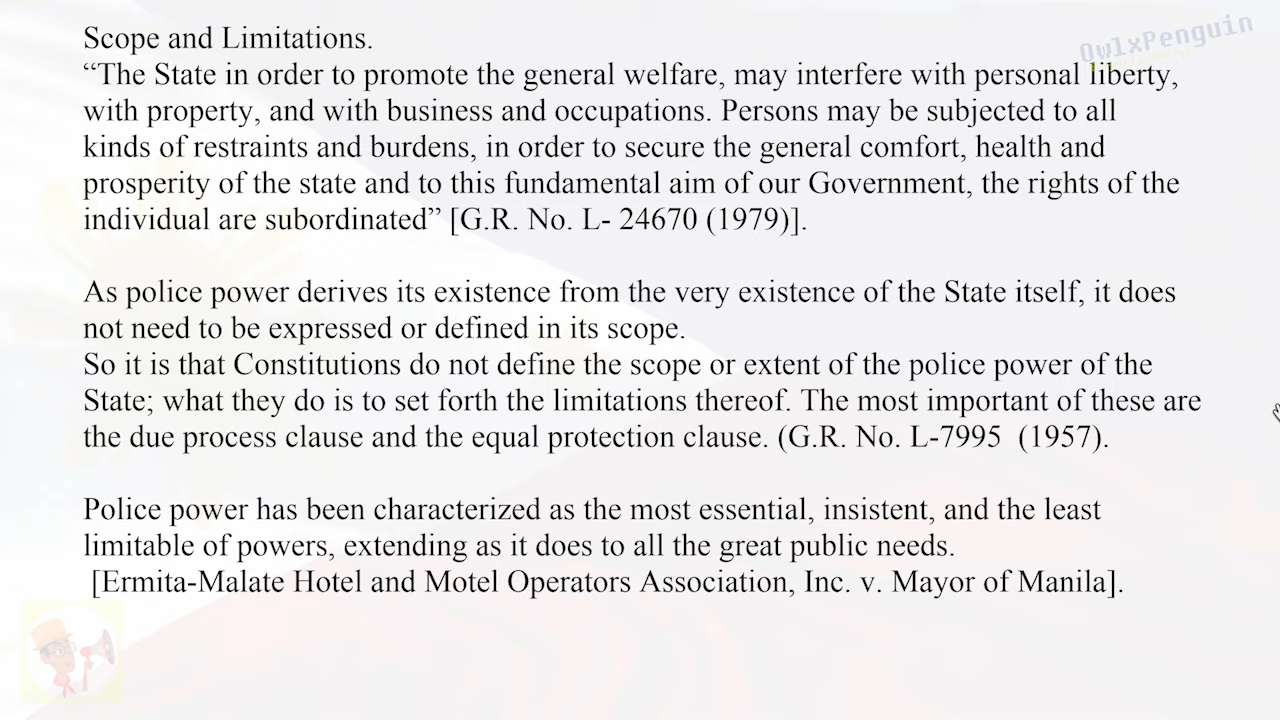 OwlxPenguin
Scope and Limitations.
“The State in order to promote the general welfare, may interfere with personal liberty,
with property, and with business and occupations. Persons may be subjected to all
kinds of restraints and burdens, in order to secure the general comfort, health and
prosperity of the state and to this fundamental aim of our Government, the rights of the
individual are subordinated” [G.R. No. L- 24670 (1979)].
As police power derives its existence from the very existence of the State itself, it does
not need to be expressed or defined in its scope.
So it is that Constitutions do not define the scope or extent of the police power of the
State; what they do is to set forth the limitations thereof. The most important of these are
the due process clause and the equal protection clause. (G.R. No. L-7995  (1957).
Police power has been characterized as the most essential, insistent, and the least
limitable of powers, extending as it does to all the great public needs.
[Ermita-Malate Hotel and Motel Operators Association, Inc. v. Mayor of Manila].